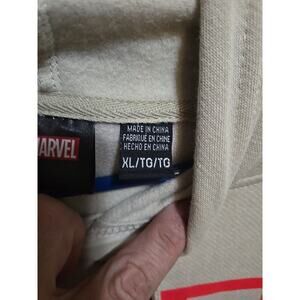 MARVEL
MADE IN CHINA
FABRIQUÉ EN CHINE
HECHO EN CHINA
XL/TG/TG